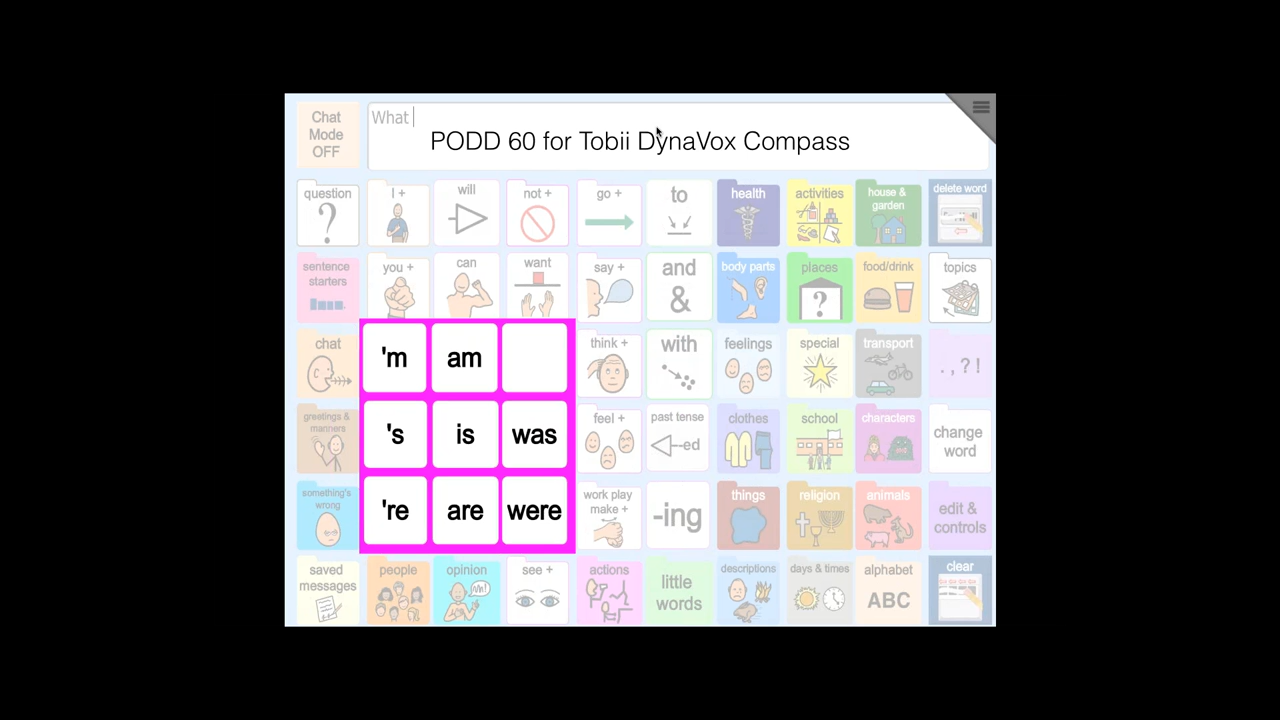 Chat
Mode
OFF
What
PODD 60 for Tobii DynaVox Compass
question
I +
will
not +
go +
to
health
activities
house &
garden
delete word
sentence
starters
you +
can
want
say +
and
&
body parts
places
food/drink
topics
chat
'm
am
think +
with
feelings
special
transport
. , ? !
greetings &
manners
's
is
was
feel +
past tense
-ed
clothes
school
characters
change
word
something's
wrong
're
are
were
work play
make +
-ing
things
religion
animals
edit &
controls
saved
messages
people
opinion
see +
actions
little
words
descriptions
days & times
alphabet
ABC
clear